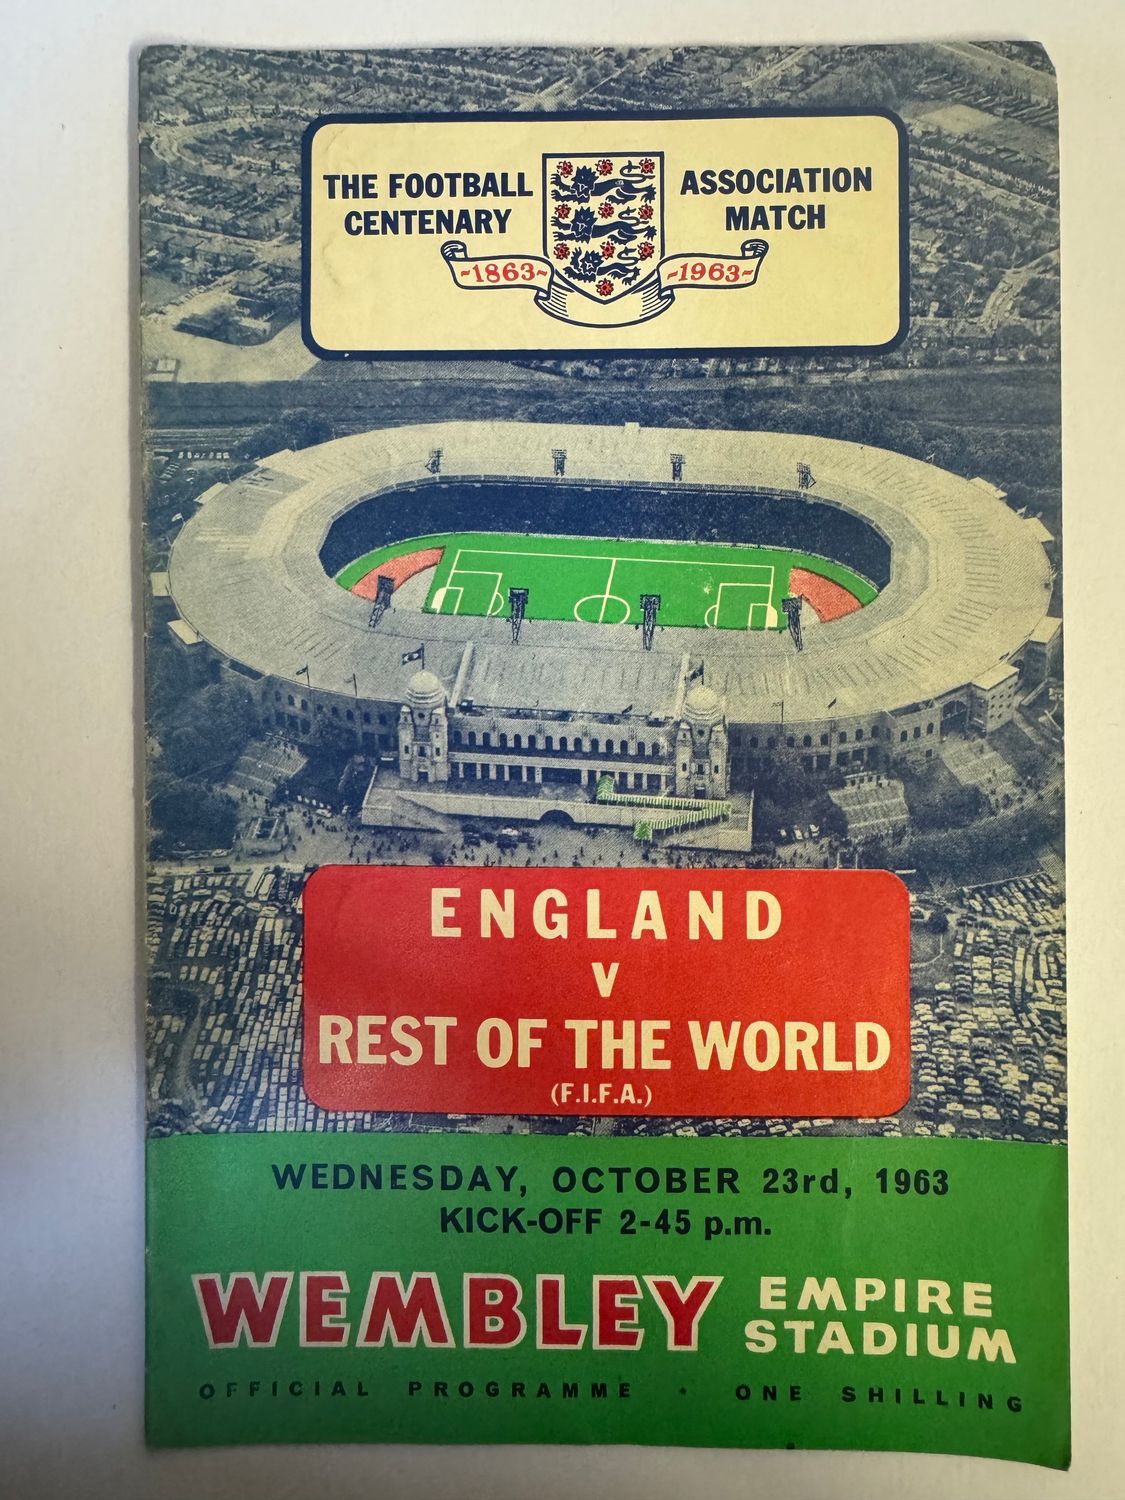 THE FOOTBALL ASSOCIATION
CENTENARY MATCH
~1863~ ~1963~
ENGLAND
V
REST OF THE WORLD
(F.I.F.A.)
WEDNESDAY, OCTOBER 23rd, 1963
KICK-OFF 2-45 p.m.
WEMBLEY EMPIRE
STADIUM
OFFICIAL PROGRAMME · ONE SHILLING